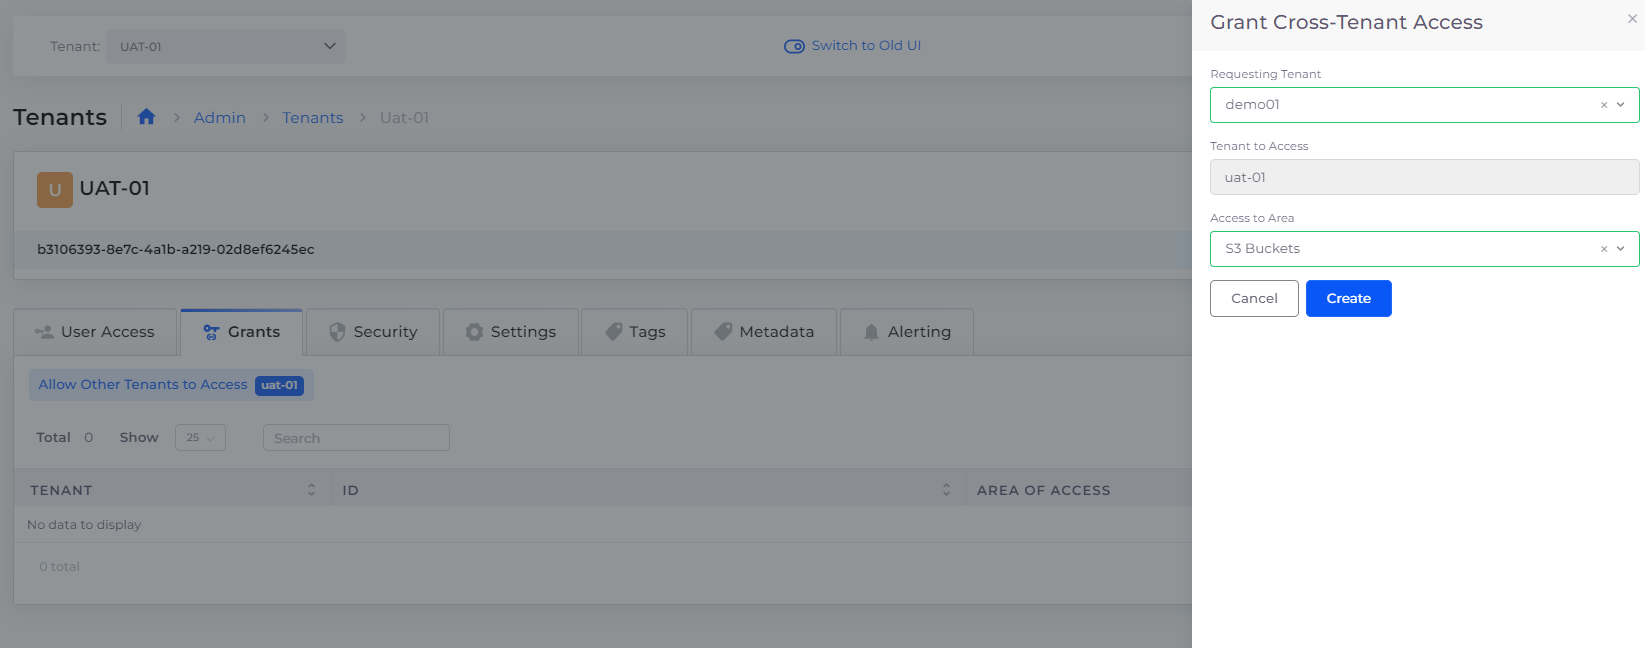 Tenant: UAT-01
Switch to Old UI
Tenants > Admin > Tenants > Uat-01
U UAT-01
b3106393-8e7c-4a1b-a219-02d8ef6245ec
User Access Grants Security Settings Tags Metadata Alerting
Allow Other Tenants to Access uat-01
Total 0 Show 25 Search
TENANT ID AREA OF ACCESS
No data to display
0 total
Grant Cross-Tenant Access ×
Requesting Tenant
demo01 ×
Tenant to Access
uat-01
Access to Area
S3 Buckets ×
Cancel Create